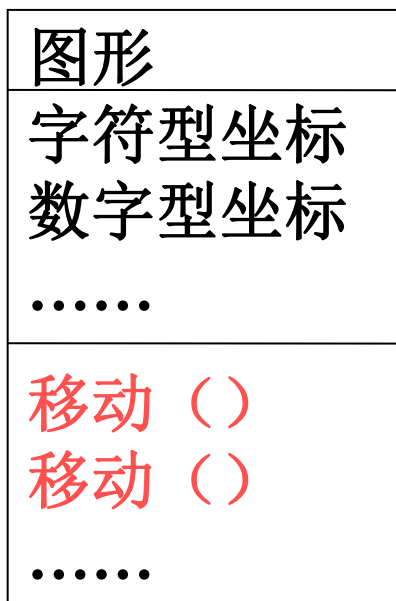 图形
字符型坐标
数字型坐标
……
移动（）
移动（）
……